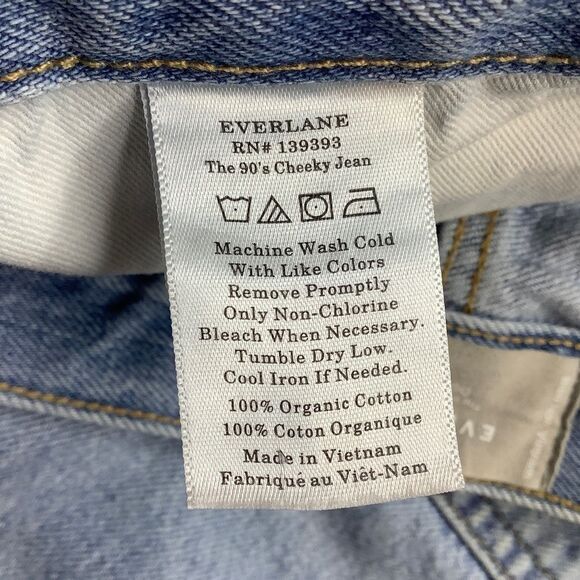 EVERLANE
RN# 139393
The 90's Cheeky Jean
Machine Wash Cold
With Like Colors
Remove Promptly
Only Non-Chlorine
Bleach When Necessary.
Tumble Dry Low.
Cool Iron If Needed.
100% Organic Cotton
100% Coton Organique
Made in Vietnam
Fabriqué au Viêt-Nam